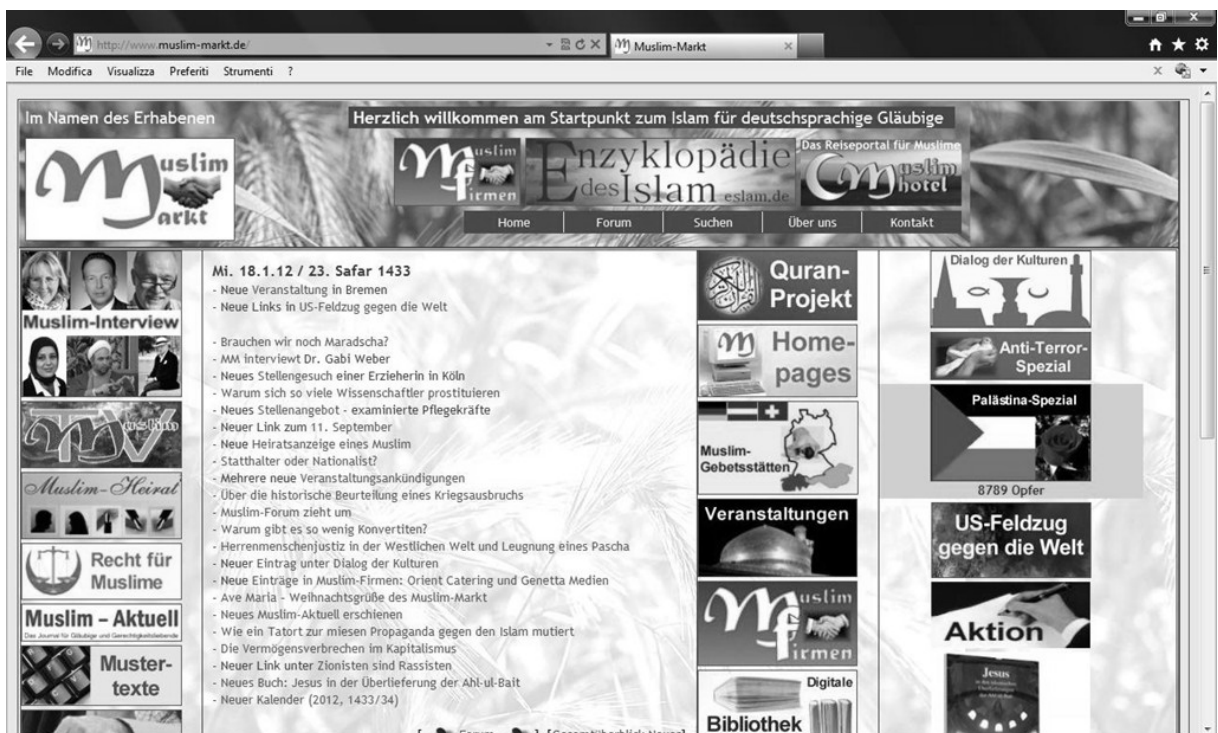 http://www.muslim-markt.de/
Muslim-Markt
File Modifica Visualizza Preferiti Strumenti ?
Im Namen des Erhabenen
Herzlich willkommen am Startpunkt zum Islam für deutschsprachige Gläubige
Muslim
Markt
Muslim
Firmen
Enzyklopädie
des Islam eslam.de
Das Reiseportal für Muslime
Muslim
hotel
Home Forum Suchen Über uns Kontakt
Muslim-Interview
Muslim
TV
Muslim-Heirat
Recht für
Muslime
Muslim - Aktuell
Das Journal für Gläubige und Gerechtigkeitsliebende
Muster-
texte
Mi. 18.1.12 / 23. Safar 1433
- Neue Veranstaltung in Bremen
- Neue Links in US-Feldzug gegen die Welt
- Brauchen wir noch Maradscha?
- MM interviewt Dr. Gabi Weber
- Neues Stellengesuch einer Erzieherin in Köln
- Warum sich so viele Wissenschaftler prostituieren
- Neues Stellenangebot - examinierte Pflegekräfte
- Neuer Link zum 11. September
- Neue Heiratsanzeige eines Muslim
- Statthalter oder Nationalist?
- Mehrere neue Veranstaltungsankündigungen
- Über die historische Beurteilung eines Kriegsausbruchs
- Muslim-Forum zieht um
- Warum gibt es so wenig Konvertiten?
- Herrenmenschenjustiz in der Westlichen Welt und Leugnung eines Pascha
- Neuer Eintrag unter Dialog der Kulturen
- Neue Einträge in Muslim-Firmen: Orient Catering und Genetta Medien
- Ave Maria - Weihnachtsgrüße des Muslim-Markt
- Neues Muslim-Aktuell erschienen
- Wie ein Tatort zur miesen Propaganda gegen den Islam mutiert
- Die Vermögensverbrechen im Kapitalismus
- Neuer Link unter Zionisten sind Rassisten
- Neues Buch: Jesus in der Überlieferung der Ahl-ul-Bait
- Neuer Kalender (2012, 1433/34)
Quran-
Projekt
Home-
pages
Muslim-
Gebetsstätten
Veranstaltungen
Muslim
Firmen
Digitale
Bibliothek
Dialog der Kulturen
Anti-Terror-
Spezial
Palästina-Spezial
8789 Opfer
US-Feldzug
gegen die Welt
Aktion
Jesus